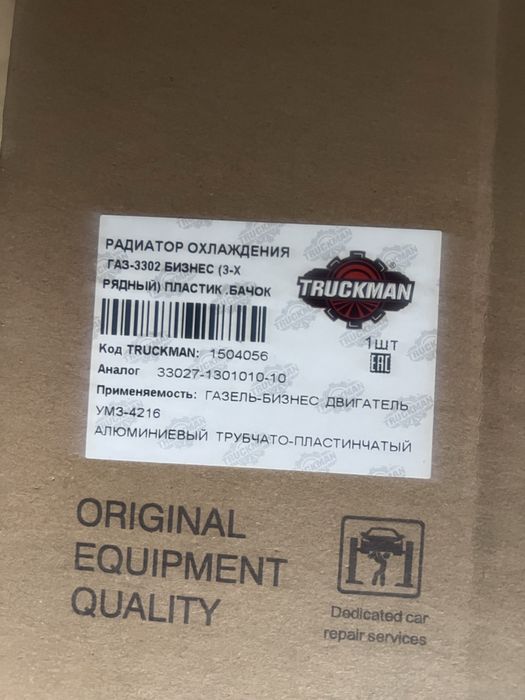 РАДИАТОР ОХЛАЖДЕНИЯ
ГАЗ-3302 БИЗНЕС (3-Х
РЯДНЫЙ) ПЛАСТИК .БАЧОК
TRUCKMAN
®
1шт
Код TRUCKMAN: 1504056
EAC
Аналог 33027-1301010-10
Применяемость: ГАЗЕЛЬ-БИЗНЕС ДВИГАТЕЛЬ
УМЗ-4216
АЛЮМИНИЕВЫЙ ТРУБЧАТО-ПЛАСТИНЧАТЫЙ
ORIGINAL
EQUIPMENT
QUALITY
Dedicated car
repair services